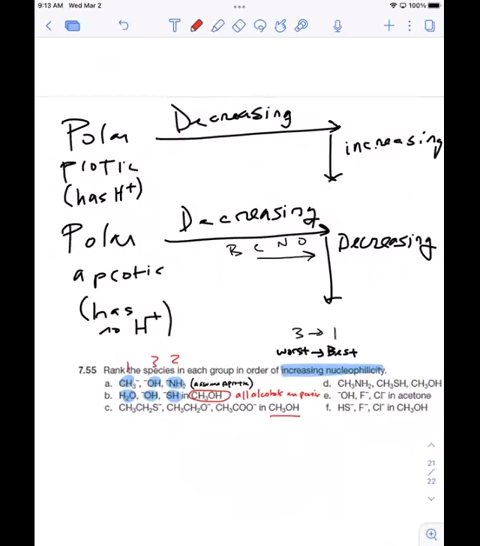 9:13 AM Wed Mar 2
100%
Decreasing
Polar
protic
(has H+)
increasing
Decreasing
Polar
B C N O
Decreasing
aprotic
(has
no H+)
3 → 1
worst → Best
1 3 2
7.55 Rank the species in each group in order of increasing nucleophilicity.
a. CH₃⁻, ⁻OH, ⁻NH₂ (assume aprotic)
d. CH₃NH₂, CH₃SH, CH₃OH
b. H₂O, ⁻OH, ⁻SH in CH₃OH all alcohols are protic
e. ⁻OH, F⁻, Cl⁻ in acetone
c. CH₃CH₂S⁻, CH₃CH₂O⁻, CH₃COO⁻ in CH₃OH
f. HS⁻, F⁻, Cl⁻ in CH₃OH
21
/
22